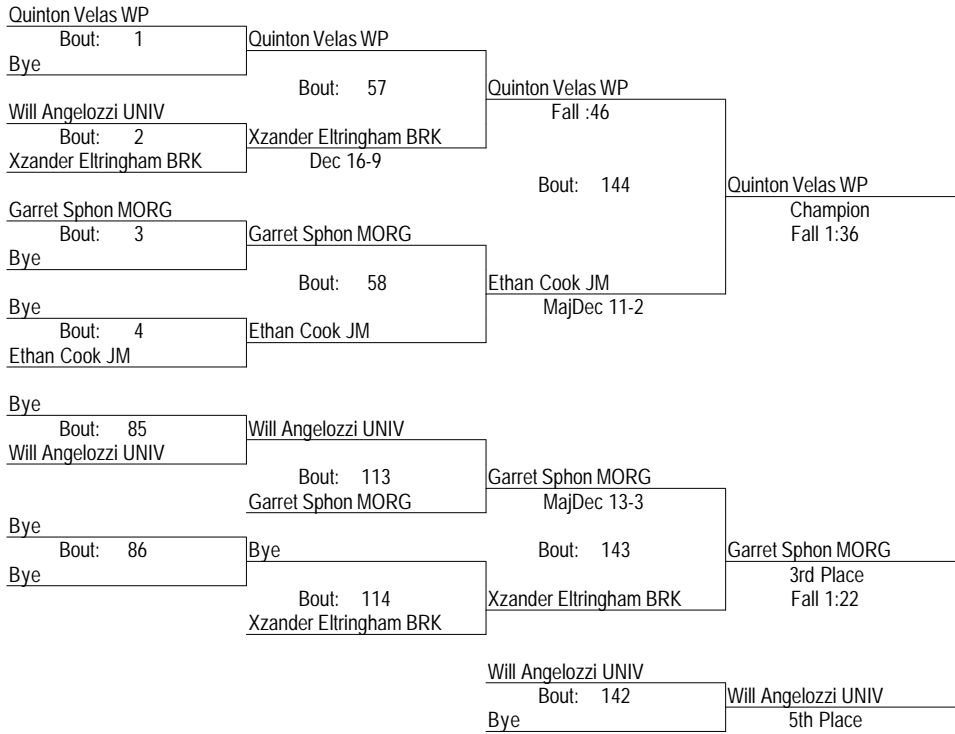 Quinton Velas WP
Bout: 1
Quinton Velas WP
Bye
Bout: 57
Quinton Velas WP
Will Angelozzi UNIV
Fall :46
Bout: 2
Xzander Eltringham BRK
Xzander Eltringham BRK
Dec 16-9
Bout: 144
Quinton Velas WP
Garret Sphon MORG
Champion
Bout: 3
Garret Sphon MORG
Fall 1:36
Bye
Bout: 58
Ethan Cook JM
Bye
MajDec 11-2
Bout: 4
Ethan Cook JM
Ethan Cook JM
Bye
Bout: 85
Will Angelozzi UNIV
Will Angelozzi UNIV
Bout: 113
Garret Sphon MORG
Garret Sphon MORG
MajDec 13-3
Bye
Bout: 86
Bye
Bout: 143
Garret Sphon MORG
Bye
3rd Place
Bout: 114
Xzander Eltringham BRK
Fall 1:22
Xzander Eltringham BRK
Will Angelozzi UNIV
Bout: 142
Will Angelozzi UNIV
Bye
5th Place